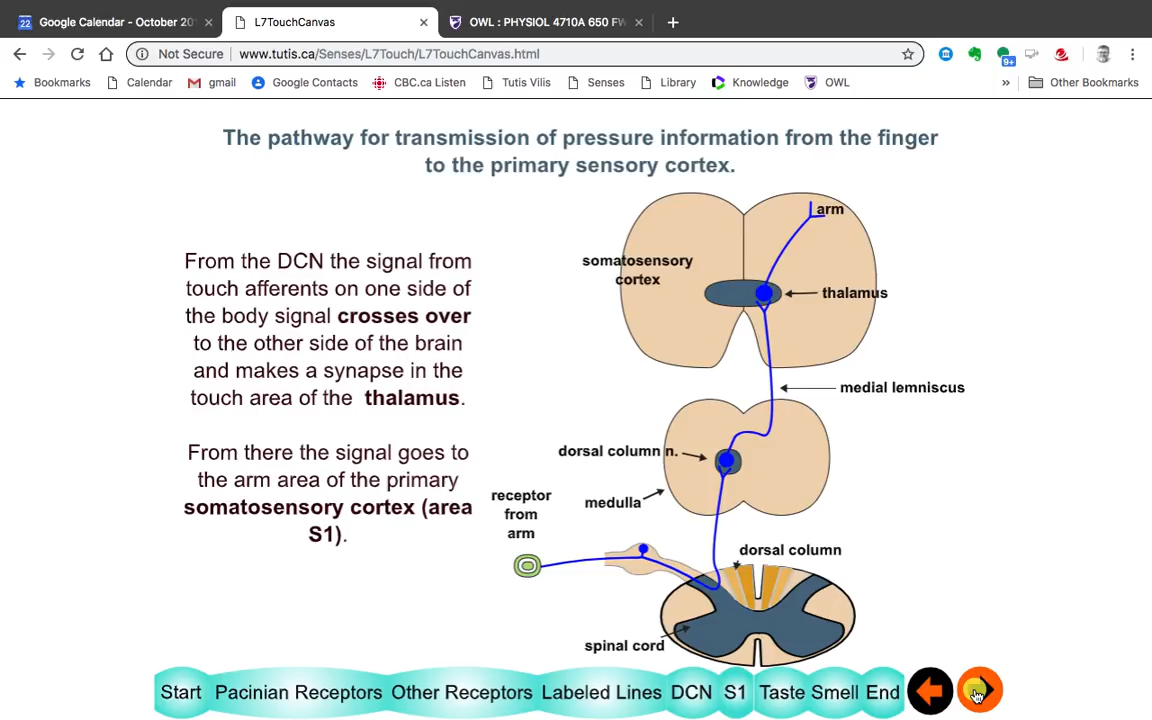 22 Google Calendar - October 20
L7TouchCanvas
OWL : PHYSIOL 4710A 650 FW
Not Secure www.tutis.ca/Senses/L7Touch/L7TouchCanvas.html
9+
Bookmarks Calendar gmail Google Contacts CBC.ca Listen Tutis Vilis Senses Library Knowledge OWL » Other Bookmarks
The pathway for transmission of pressure information from the finger
to the primary sensory cortex.
From the DCN the signal from
touch afferents on one side of
the body signal crosses over
to the other side of the brain
and makes a synapse in the
touch area of the thalamus.
From there the signal goes to
the arm area of the primary
somatosensory cortex (area
S1).
arm
somatosensory
cortex
thalamus
medial lemniscus
dorsal column n.
medulla
receptor
from
arm
dorsal column
spinal cord
Start Pacinian Receptors Other Receptors Labeled Lines DCN S1 Taste Smell End